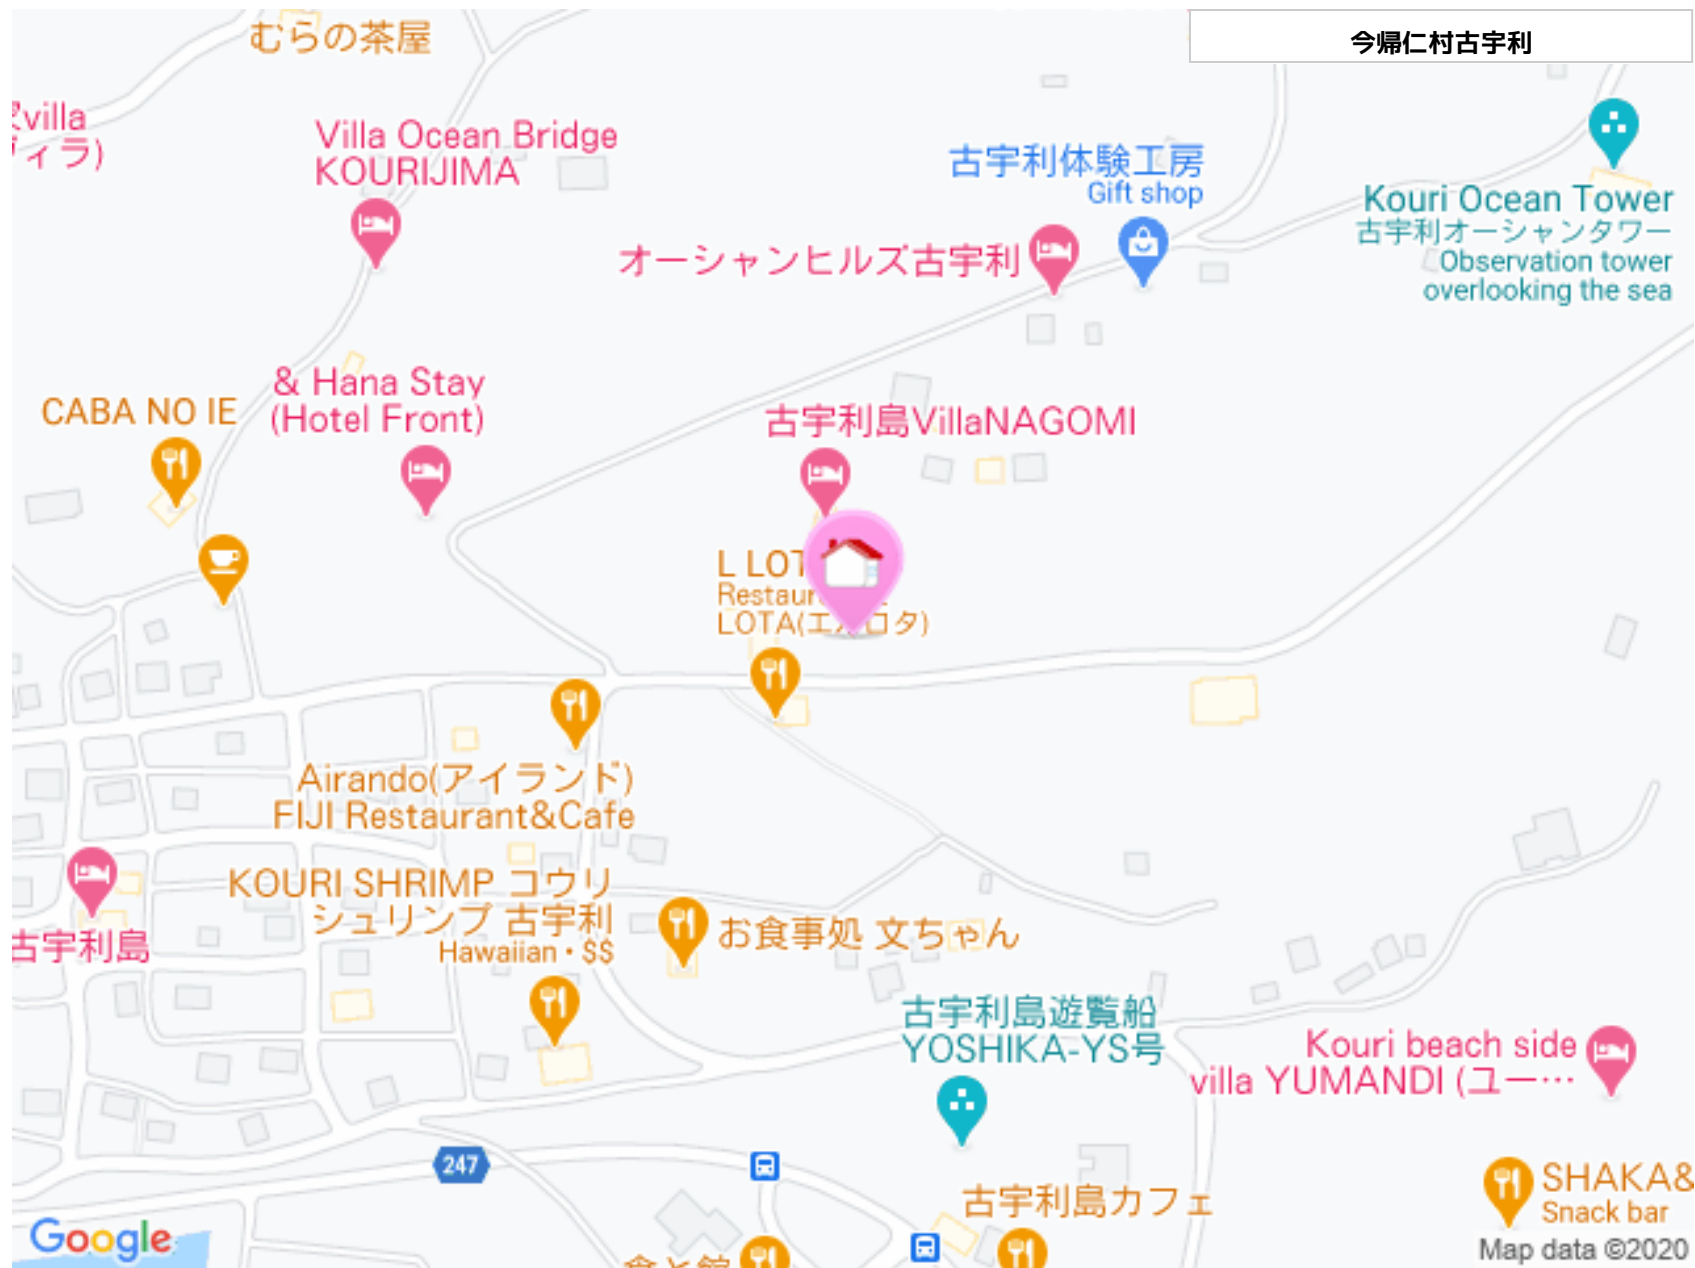 むらの茶屋
今帰仁村古宇利
villa
ィラ)
Villa Ocean Bridge
KOURIJIMA
古宇利体験工房
Gift shop
Kouri Ocean Tower
古宇利オーシャンタワー
Observation tower
overlooking the sea
オーシャンヒルズ古宇利
& Hana Stay
(Hotel Front)
CABA NO IE
古宇利島VillaNAGOMI
L LOT
Restaur
LOTA(エルロタ)
Airando(アイランド)
FIJI Restaurant&Cafe
KOURI SHRIMP コウリ
シュリンプ 古宇利
Hawaiian・$$
お食事処 文ちゃん
古宇利島
古宇利島遊覧船
YOSHIKA-YS号
Kouri beach side
villa YUMANDI (ユー…
247
古宇利島カフェ
SHAKA&
Snack bar
Google
Map data ©2020